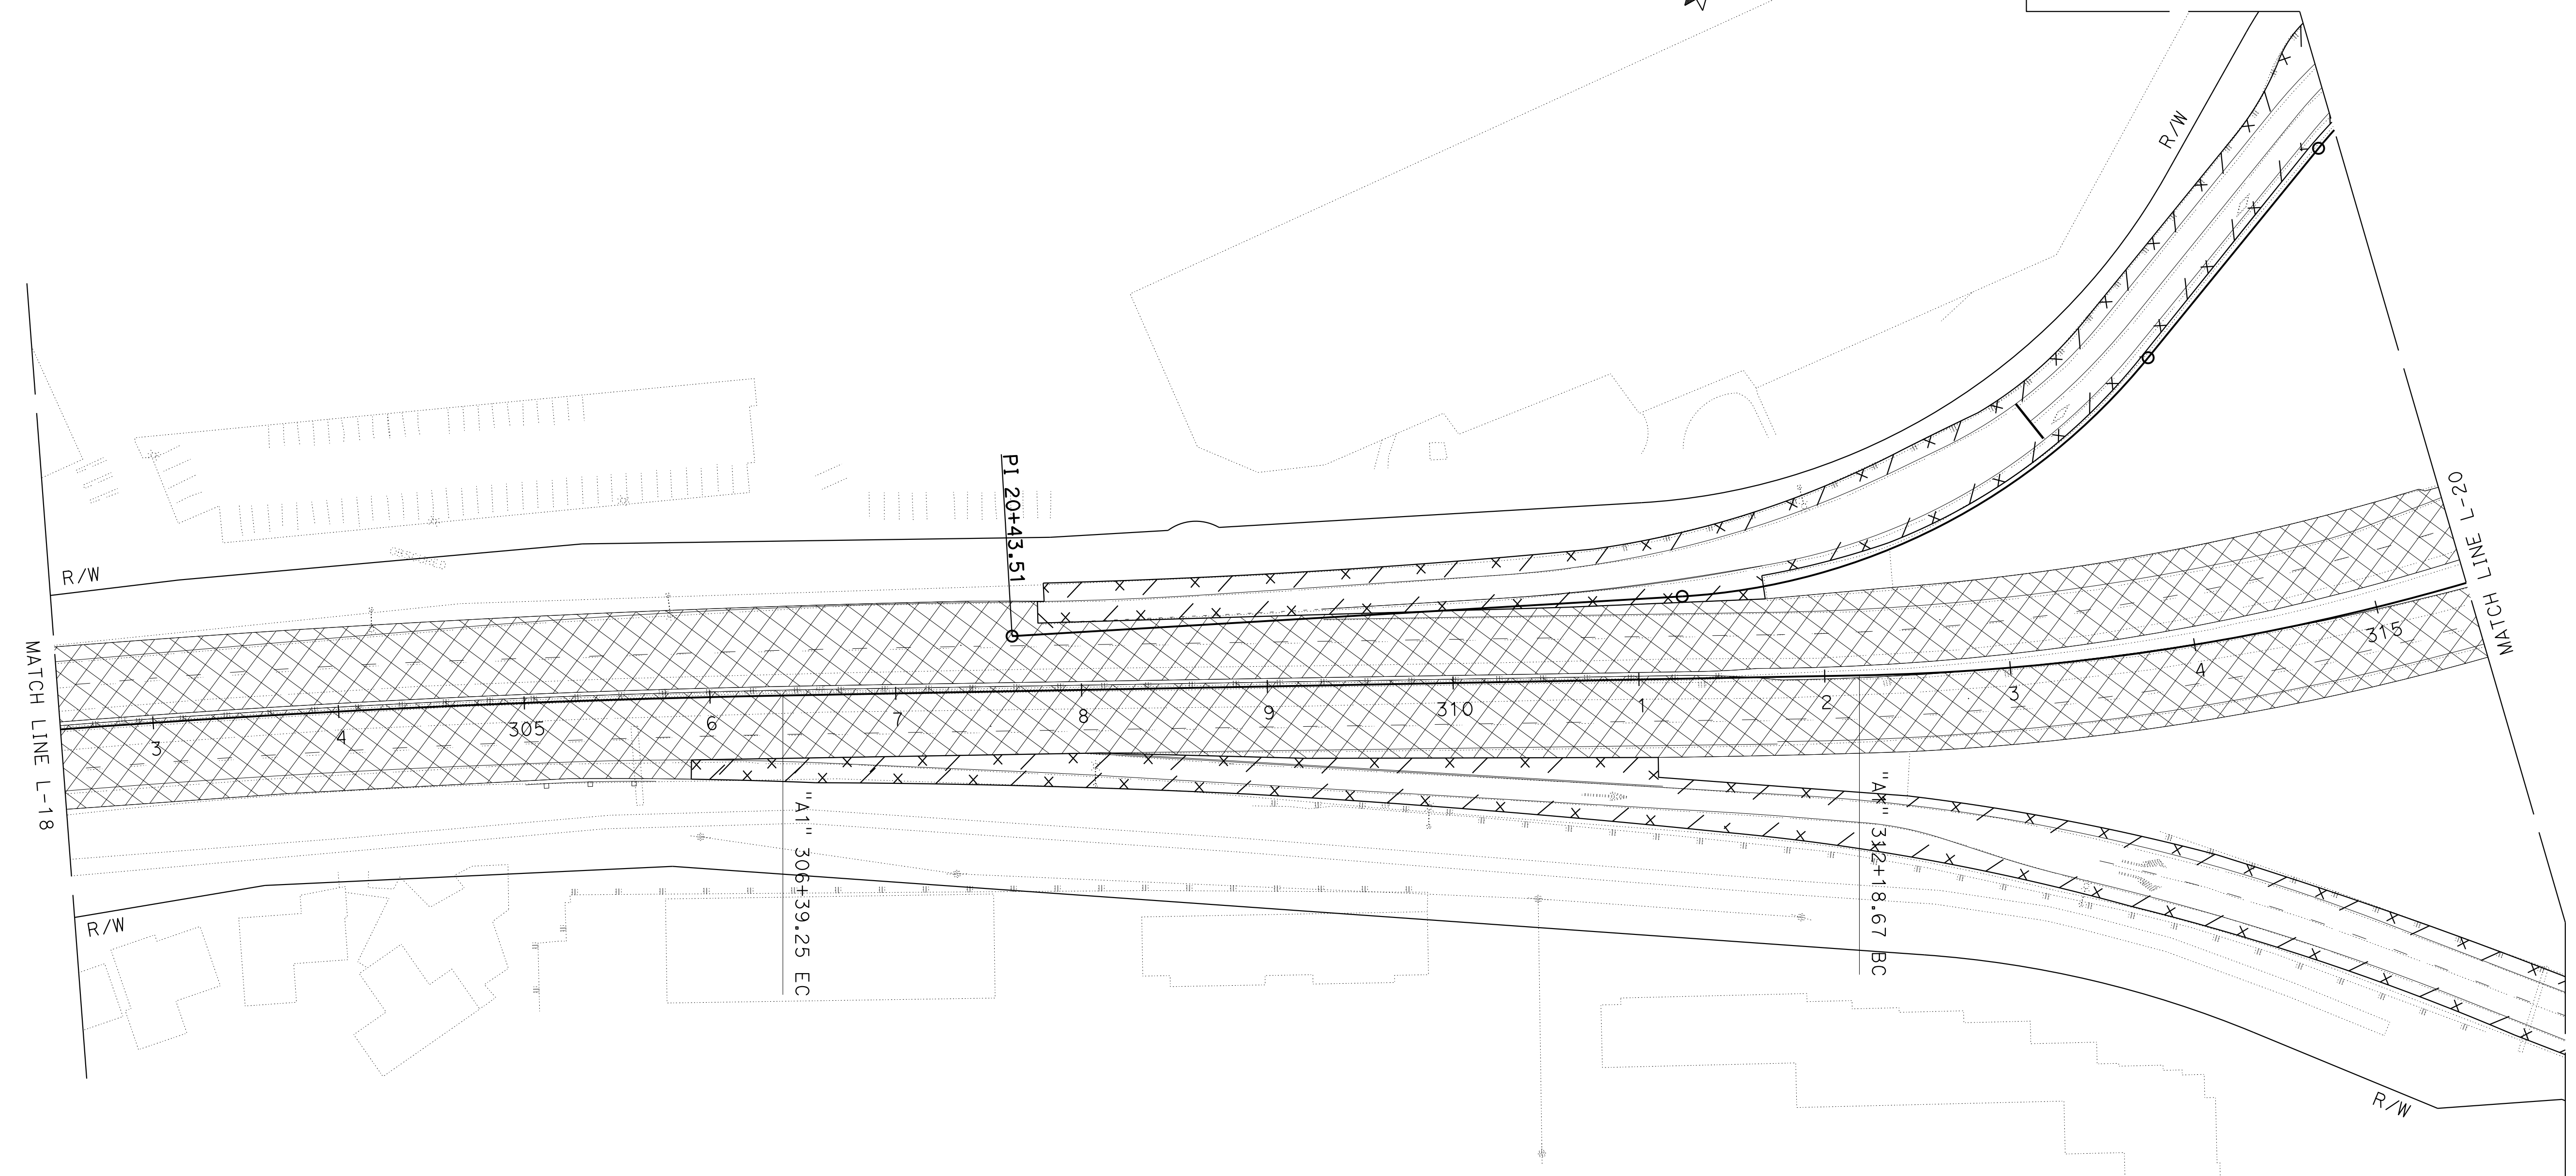 R/W
MATCH LINE L-20
PI 20+43.51
R/W
MATCH LINE L-18
3
4
305
6
7
8
9
310
1
2
3
4
315
"A1" 306+39.25 EC
312+18.67 BC
R/W
R/W